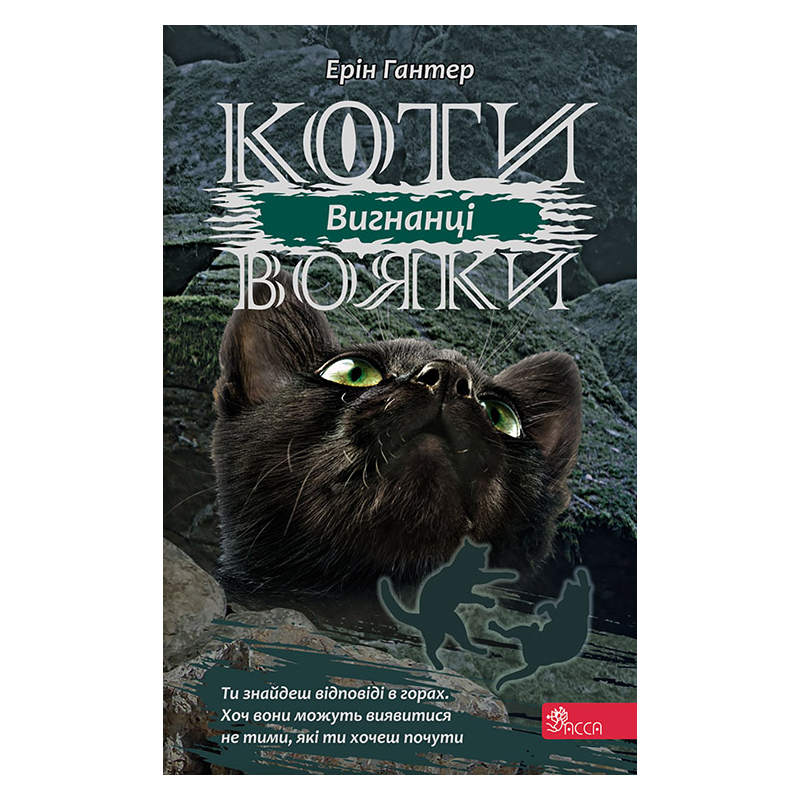 Ерін Гантер
КОТИ
Вигнанці
ВОЯКИ
Ти знайдеш відповіді в горах.
Хоч вони можуть виявитися
не тими, які ти хочеш почути
АССА